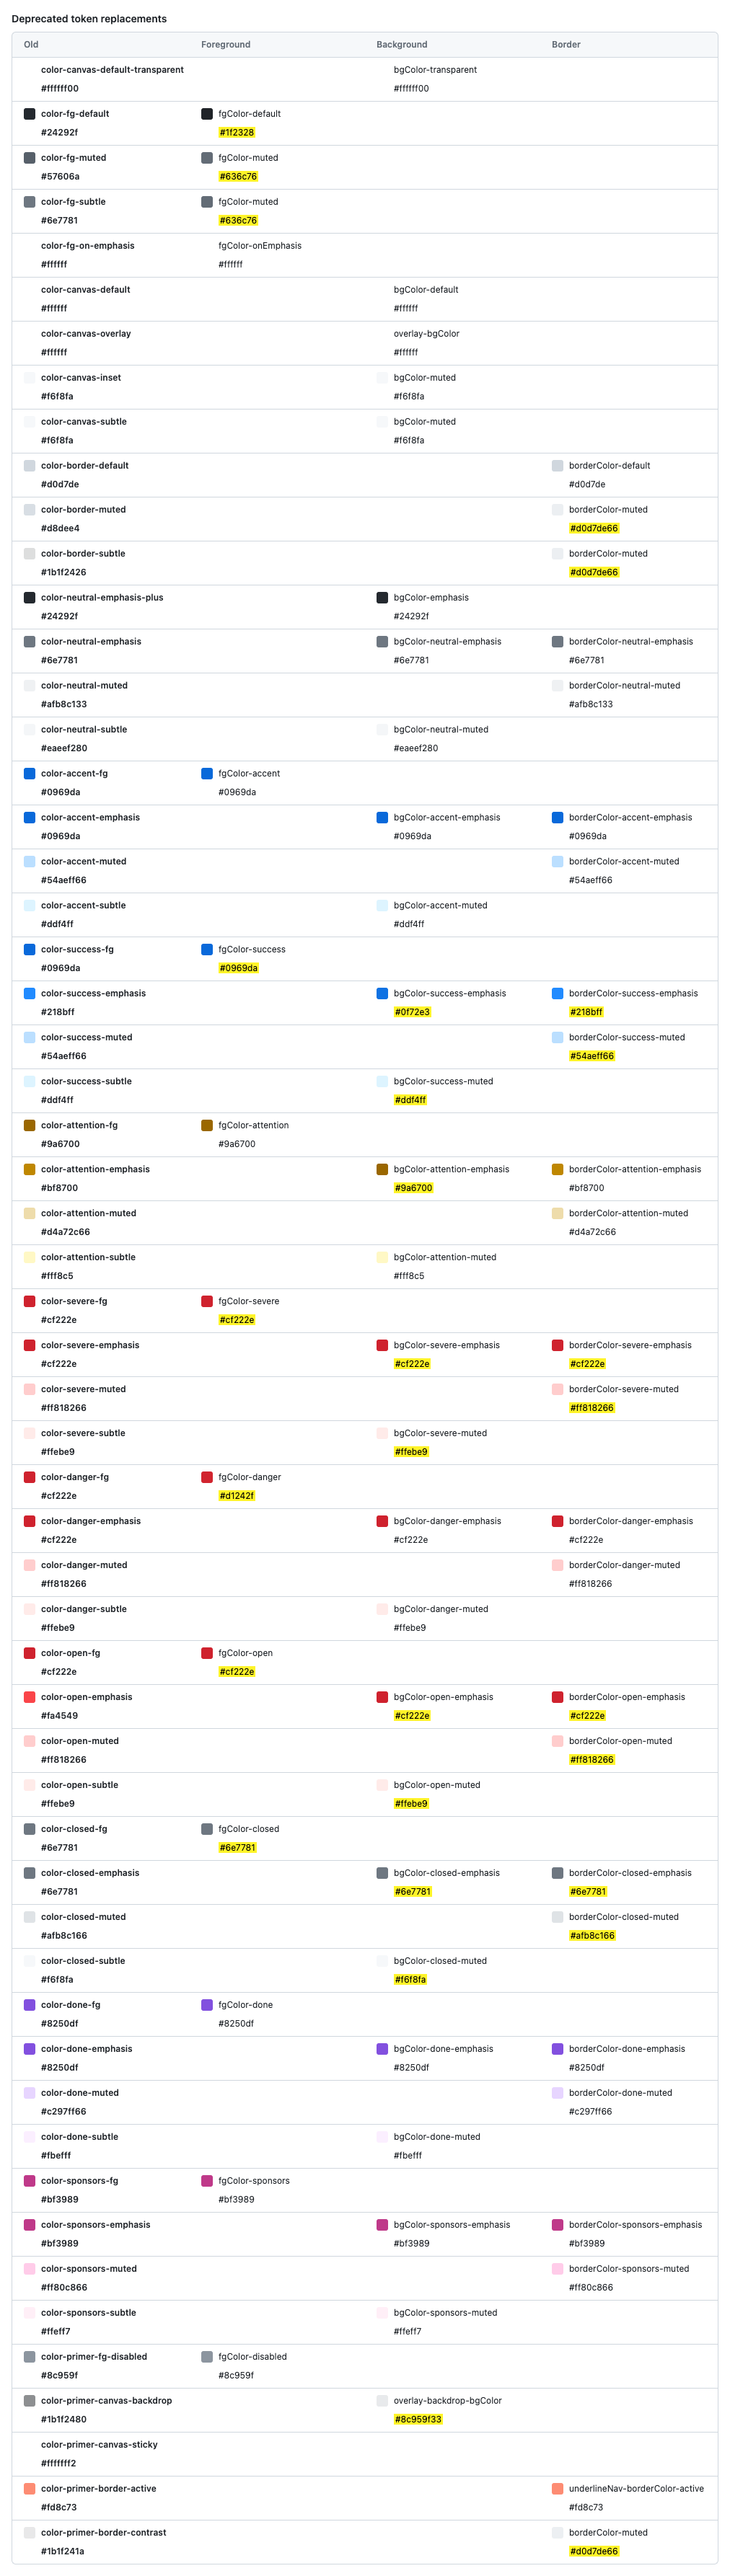 Deprecated token replacements
Old Foreground Background Border
color-canvas-default-transparent bgColor-transparent
#ffffff00 #ffffff00
color-fg-default fgColor-default
#24292f #1f2328
color-fg-muted fgColor-muted
#57606a #636c76
color-fg-subtle fgColor-muted
#6e7781 #636c76
color-fg-on-emphasis fgColor-onEmphasis
#ffffff #ffffff
color-canvas-default bgColor-default
#ffffff #ffffff
color-canvas-overlay overlay-bgColor
#ffffff #ffffff
color-canvas-inset bgColor-muted
#f6f8fa #f6f8fa
color-canvas-subtle bgColor-muted
#f6f8fa #f6f8fa
color-border-default borderColor-default
#d0d7de #d0d7de
color-border-muted borderColor-muted
#d8dee4 #d0d7de66
color-border-subtle borderColor-muted
#1b1f2426 #d0d7de66
color-neutral-emphasis-plus bgColor-emphasis
#24292f #24292f
color-neutral-emphasis bgColor-neutral-emphasis borderColor-neutral-emphasis
#6e7781 #6e7781 #6e7781
color-neutral-muted borderColor-neutral-muted
#afb8c133 #afb8c133
color-neutral-subtle bgColor-neutral-muted
#eaeef280 #eaeef280
color-accent-fg fgColor-accent
#0969da #0969da
color-accent-emphasis bgColor-accent-emphasis borderColor-accent-emphasis
#0969da #0969da #0969da
color-accent-muted borderColor-accent-muted
#54aeff66 #54aeff66
color-accent-subtle bgColor-accent-muted
#ddf4ff #ddf4ff
color-success-fg fgColor-success
#0969da #0969da
color-success-emphasis bgColor-success-emphasis borderColor-success-emphasis
#218bff #0f72e3 #218bff
color-success-muted borderColor-success-muted
#54aeff66 #54aeff66
color-success-subtle bgColor-success-muted
#ddf4ff #ddf4ff
color-attention-fg fgColor-attention
#9a6700 #9a6700
color-attention-emphasis bgColor-attention-emphasis borderColor-attention-emphasis
#bf8700 #9a6700 #bf8700
color-attention-muted borderColor-attention-muted
#d4a72c66 #d4a72c66
color-attention-subtle bgColor-attention-muted
#fff8c5 #fff8c5
color-severe-fg fgColor-severe
#cf222e #cf222e
color-severe-emphasis bgColor-severe-emphasis borderColor-severe-emphasis
#cf222e #cf222e #cf222e
color-severe-muted borderColor-severe-muted
#ff818266 #ff818266
color-severe-subtle bgColor-severe-muted
#ffebe9 #ffebe9
color-danger-fg fgColor-danger
#cf222e #d1242f
color-danger-emphasis bgColor-danger-emphasis borderColor-danger-emphasis
#cf222e #cf222e #cf222e
color-danger-muted borderColor-danger-muted
#ff818266 #ff818266
color-danger-subtle bgColor-danger-muted
#ffebe9 #ffebe9
color-open-fg fgColor-open
#cf222e #cf222e
color-open-emphasis bgColor-open-emphasis borderColor-open-emphasis
#fa4549 #cf222e #cf222e
color-open-muted borderColor-open-muted
#ff818266 #ff818266
color-open-subtle bgColor-open-muted
#ffebe9 #ffebe9
color-closed-fg fgColor-closed
#6e7781 #6e7781
color-closed-emphasis bgColor-closed-emphasis borderColor-closed-emphasis
#6e7781 #6e7781 #6e7781
color-closed-muted borderColor-closed-muted
#afb8c166 #afb8c166
color-closed-subtle bgColor-closed-muted
#f6f8fa #f6f8fa
color-done-fg fgColor-done
#8250df #8250df
color-done-emphasis bgColor-done-emphasis borderColor-done-emphasis
#8250df #8250df #8250df
color-done-muted borderColor-done-muted
#c297ff66 #c297ff66
color-done-subtle bgColor-done-muted
#fbefff #fbefff
color-sponsors-fg fgColor-sponsors
#bf3989 #bf3989
color-sponsors-emphasis bgColor-sponsors-emphasis borderColor-sponsors-emphasis
#bf3989 #bf3989 #bf3989
color-sponsors-muted borderColor-sponsors-muted
#ff80c866 #ff80c866
color-sponsors-subtle bgColor-sponsors-muted
#ffeff7 #ffeff7
color-primer-fg-disabled fgColor-disabled
#8c959f #8c959f
color-primer-canvas-backdrop overlay-backdrop-bgColor
#1b1f2480 #8c959f33
color-primer-canvas-sticky
#fffffff2
color-primer-border-active underlineNav-borderColor-active
#fd8c73 #fd8c73
color-primer-border-contrast borderColor-muted
#1b1f241a #d0d7de66